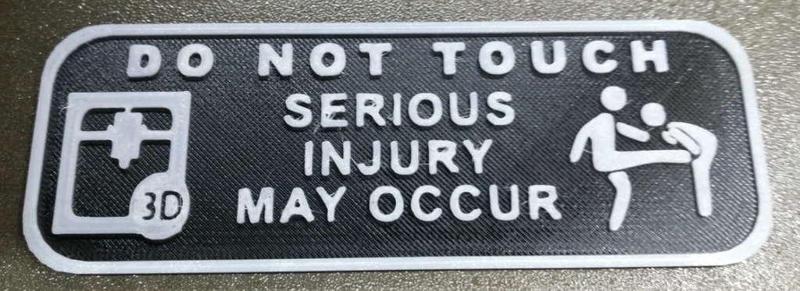 DO NOT TOUCH
SERIOUS
INJURY
MAY OCCUR
3D